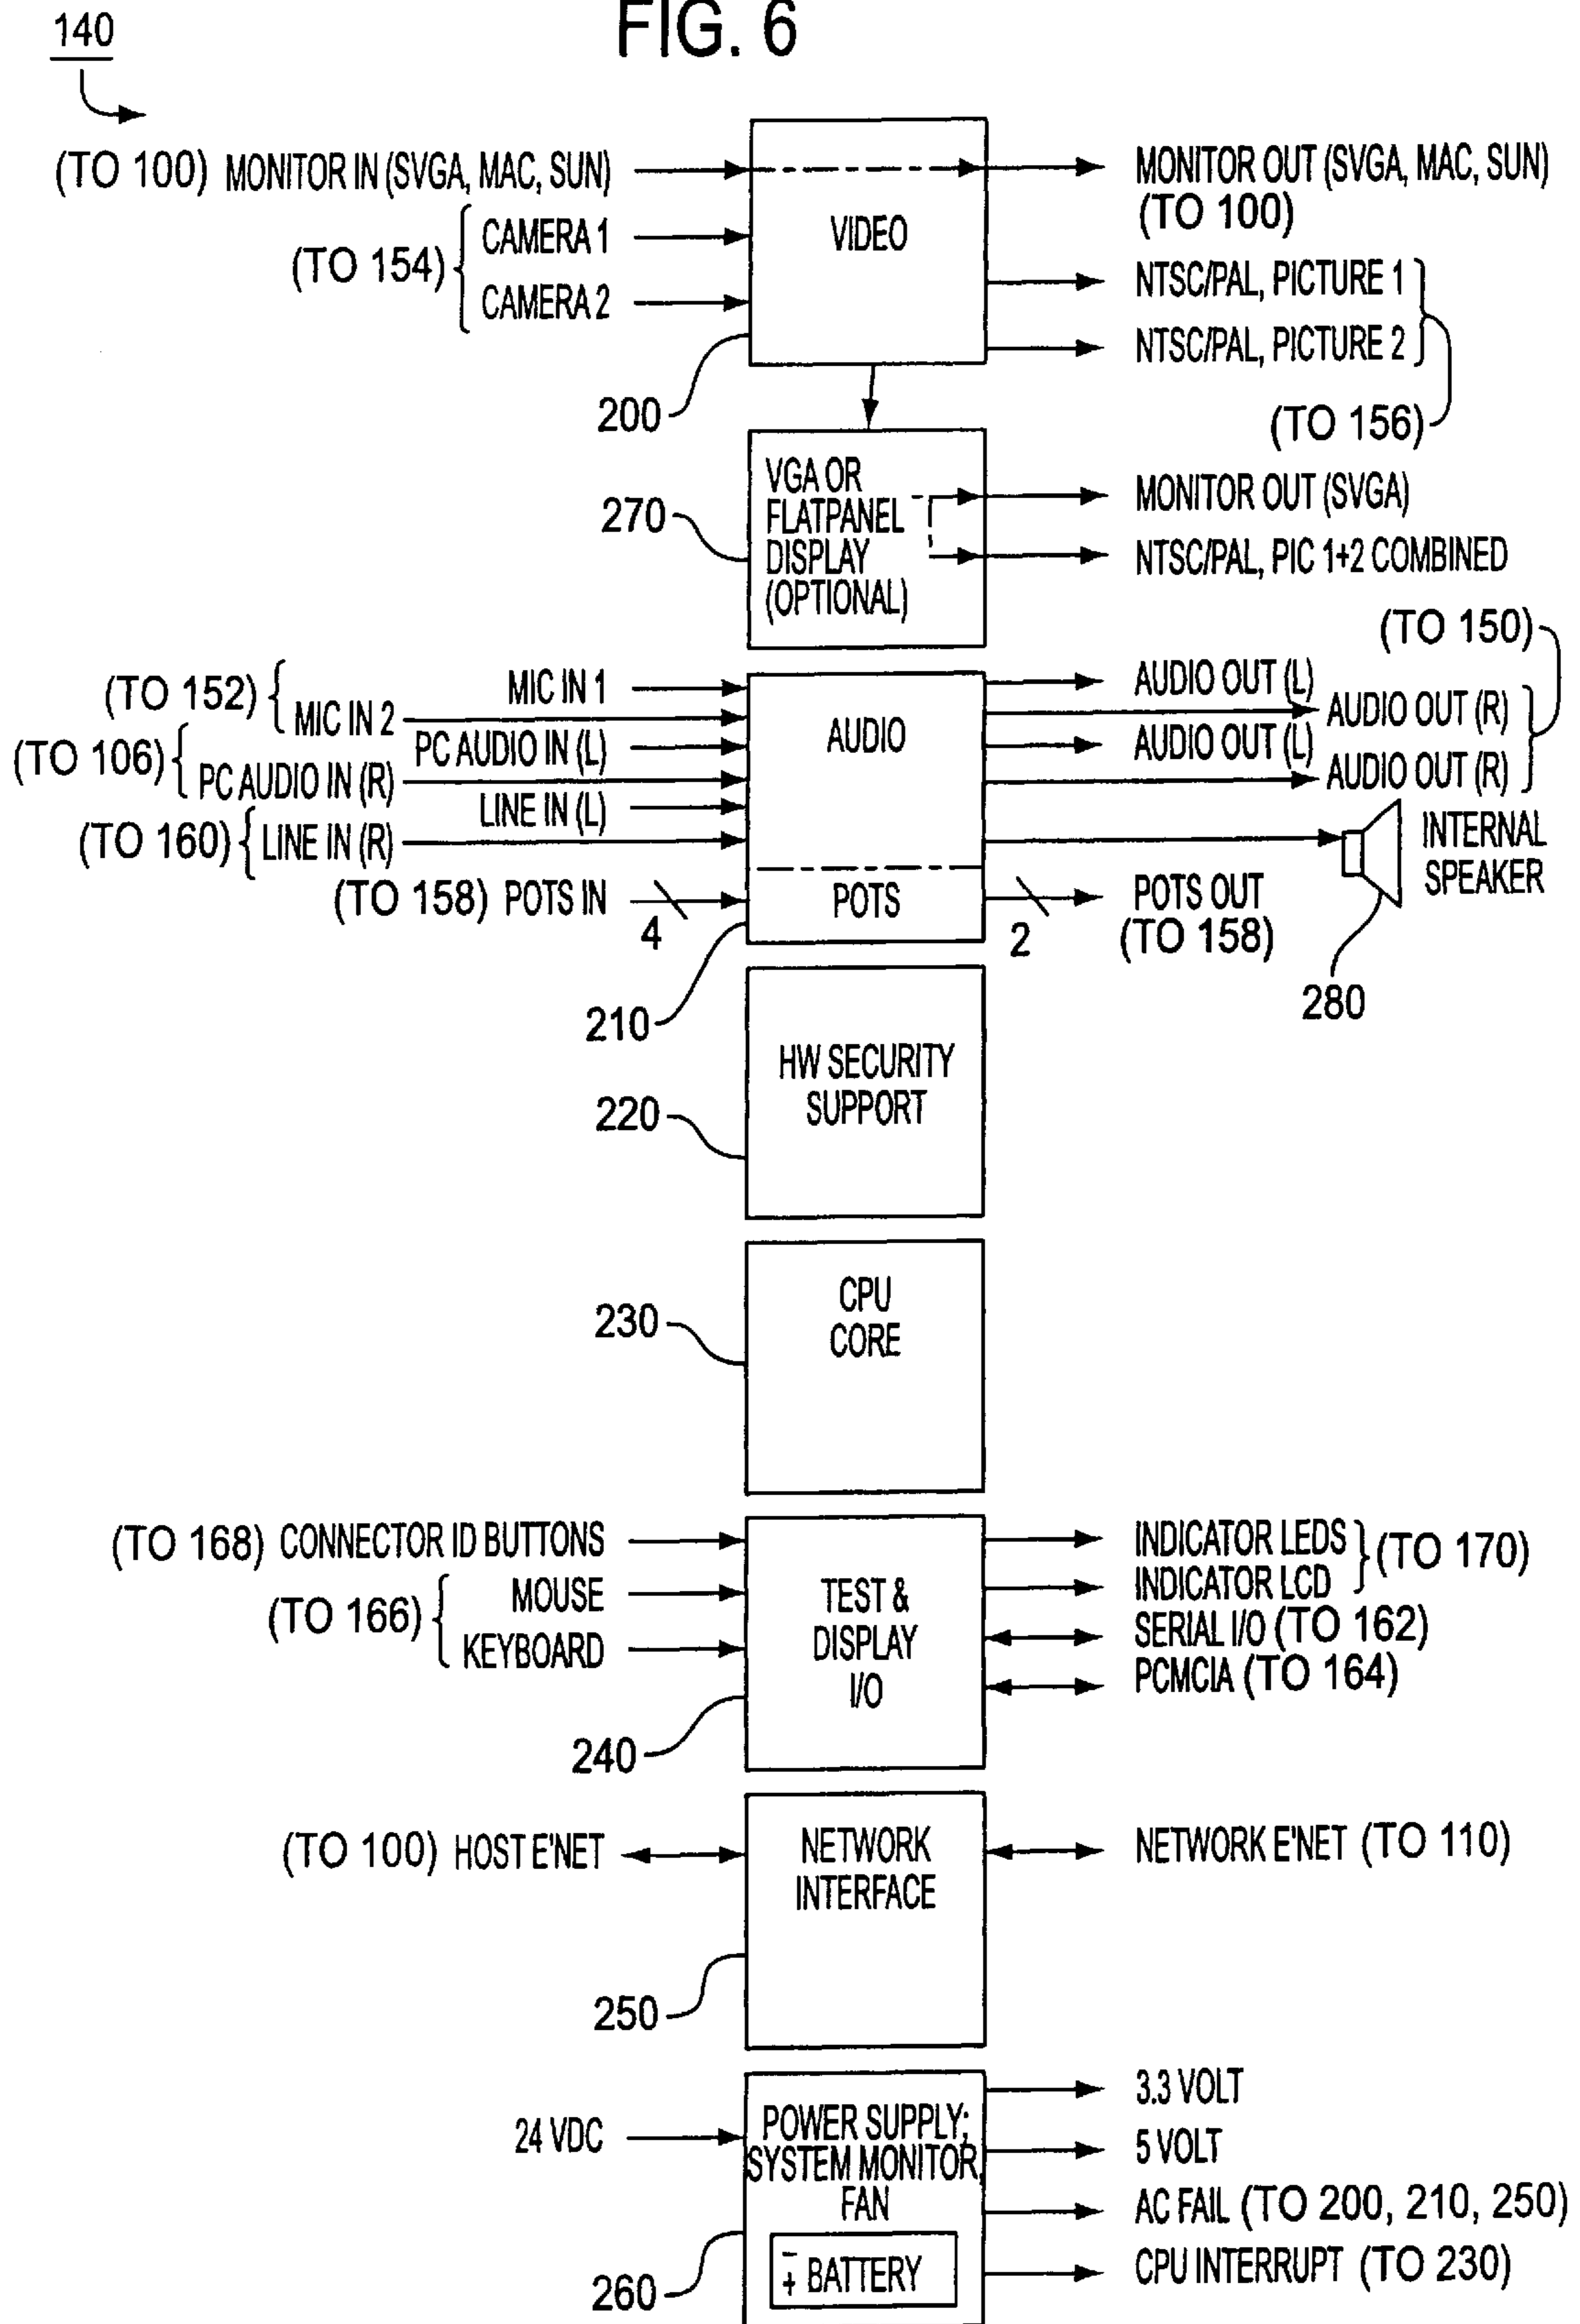 FIG. 6
140
(TO 100) MONITOR IN (SVGA, MAC, SUN)
(TO 154)
CAMERA 1
CAMERA 2
VIDEO
MONITOR OUT (SVGA, MAC, SUN)
(TO 100)
NTSC/PAL, PICTURE 1
NTSC/PAL, PICTURE 2
(TO 156)
200
270
VGA OR
FLATPANEL
DISPLAY
(OPTIONAL)
MONITOR OUT (SVGA)
NTSC/PAL, PIC 1+2 COMBINED
(TO 150)
(TO 152)
MIC IN 1
MIC IN 2
(TO 106)
PC AUDIO IN (L)
PC AUDIO IN (R)
LINE IN (L)
(TO 160)
LINE IN (R)
(TO 158) POTS IN
4
AUDIO
POTS
AUDIO OUT (L)
AUDIO OUT (R)
AUDIO OUT (L)
AUDIO OUT (R)
INTERNAL
SPEAKER
2
POTS OUT
(TO 158)
280
210
HW SECURITY
SUPPORT
220
CPU
CORE
230
(TO 168) CONNECTOR ID BUTTONS
(TO 166)
MOUSE
KEYBOARD
TEST &
DISPLAY
I/O
INDICATOR LEDS
INDICATOR LCD
(TO 170)
SERIAL I/O (TO 162)
PCMCIA (TO 164)
240
(TO 100) HOST E'NET
NETWORK
INTERFACE
NETWORK E'NET (TO 110)
250
24 VDC
POWER SUPPLY;
SYSTEM MONITOR,
FAN
- + BATTERY
3.3 VOLT
5 VOLT
AC FAIL (TO 200, 210, 250)
CPU INTERRUPT (TO 230)
260